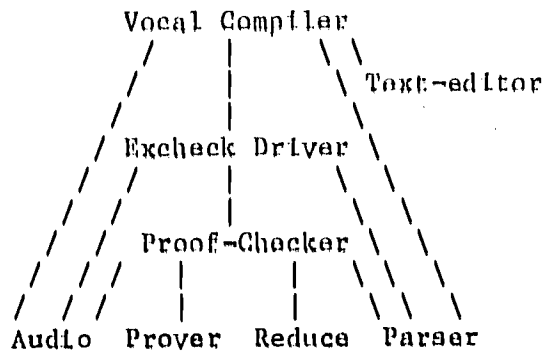 Vocal Compiler
Text-editor
Excheck Driver
Proof-Checker
Audio Prover Reduce Parser